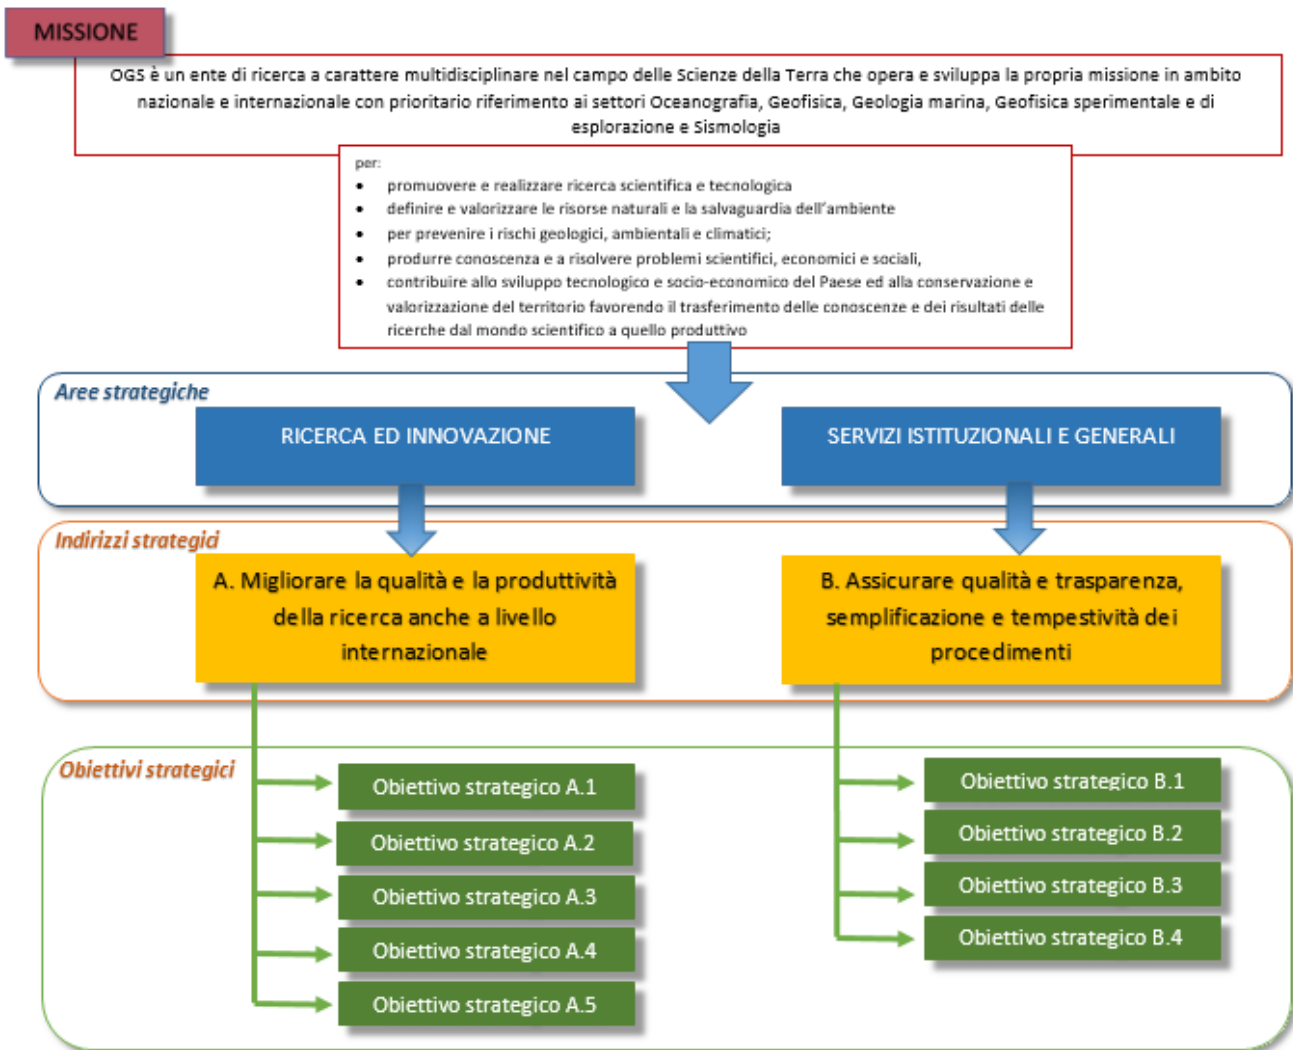 MISSIONE
OGS è un ente di ricerca a carattere multidisciplinare nel campo delle Scienze della Terra che opera e sviluppa la propria missione in ambito
nazionale e internazionale con prioritario riferimento ai settori Oceanografia, Geofisica, Geologia marina, Geofisica sperimentale e di
esplorazione e Sismologia
per:
• promuovere e realizzare ricerca scientifica e tecnologica
• definire e valorizzare le risorse naturali e la salvaguardia dell'ambiente
• per prevenire i rischi geologici, ambientali e climatici;
• produrre conoscenza e a risolvere problemi scientifici, economici e sociali,
• contribuire allo sviluppo tecnologico e socio-economico del Paese ed alla conservazione e
valorizzazione del territorio favorendo il trasferimento delle conoscenze e dei risultati delle
ricerche dal mondo scientifico a quello produttivo
Aree strategiche
RICERCA ED INNOVAZIONE
SERVIZI ISTITUZIONALI E GENERALI
Indirizzi strategici
A. Migliorare la qualità e la produttività
della ricerca anche a livello
internazionale
B. Assicurare qualità e trasparenza,
semplificazione e tempestività dei
procedimenti
Obiettivi strategici
Obiettivo strategico A.1
Obiettivo strategico A.2
Obiettivo strategico A.3
Obiettivo strategico A.4
Obiettivo strategico A.5
Obiettivo strategico B.1
Obiettivo strategico B.2
Obiettivo strategico B.3
Obiettivo strategico B.4